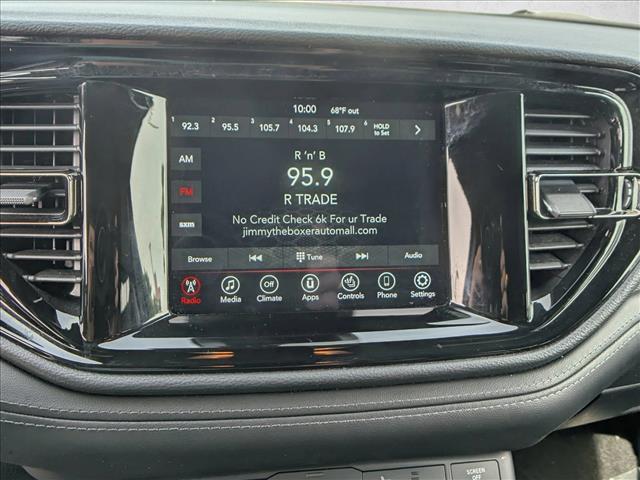 10:00 68°F out
1 92.3 2 95.5 3 105.7 4 104.3 5 107.9 6 HOLD to Set
AM
R 'n' B
95.9
FM
R TRADE
sxm
No Credit Check 6k For ur Trade
jimmytheboxerautomall.com
Browse Tune Audio
Radio Media Off Climate Apps Controls Phone Settings
SCREEN OFF